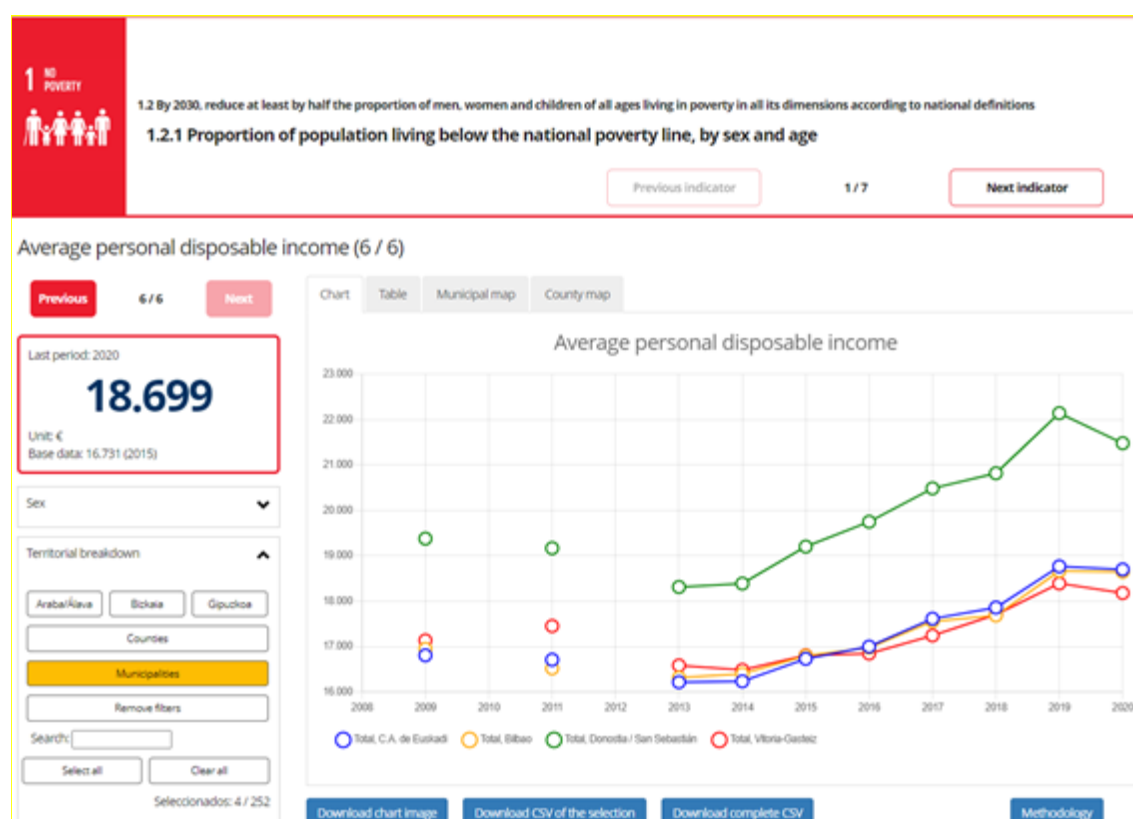 1 NO POVERTY
1.2 By 2030, reduce at least by half the proportion of men, women and children of all ages living in poverty in all its dimensions according to national definitions
1.2.1 Proportion of population living below the national poverty line, by sex and age
Previous indicator 1 / 7 Next indicator
Average personal disposable income (6 / 6)
Previous 6 / 6 Next
Last period: 2020
18.699
Unit: €
Base data: 16.731 (2015)
Sex
Territorial breakdown
Araba/Álava Bizkaia Gipuzkoa
Counties
Municipalities
Remove filters
Search:
Select all Clear all
Seleccionados: 4 / 252
Chart Table Municipal map County map
Average personal disposable income
23.000
22.000
21.000
20.000
19.000
18.000
17.000
16.000
2008 2009 2010 2011 2012 2013 2014 2015 2016 2017 2018 2019 2020
Total, C.A. de Euskadi Total, Bilbao Total, Donostia / San Sebastián Total, Vitoria-Gasteiz
Download chart image Download CSV of the selection Download complete CSV Methodology